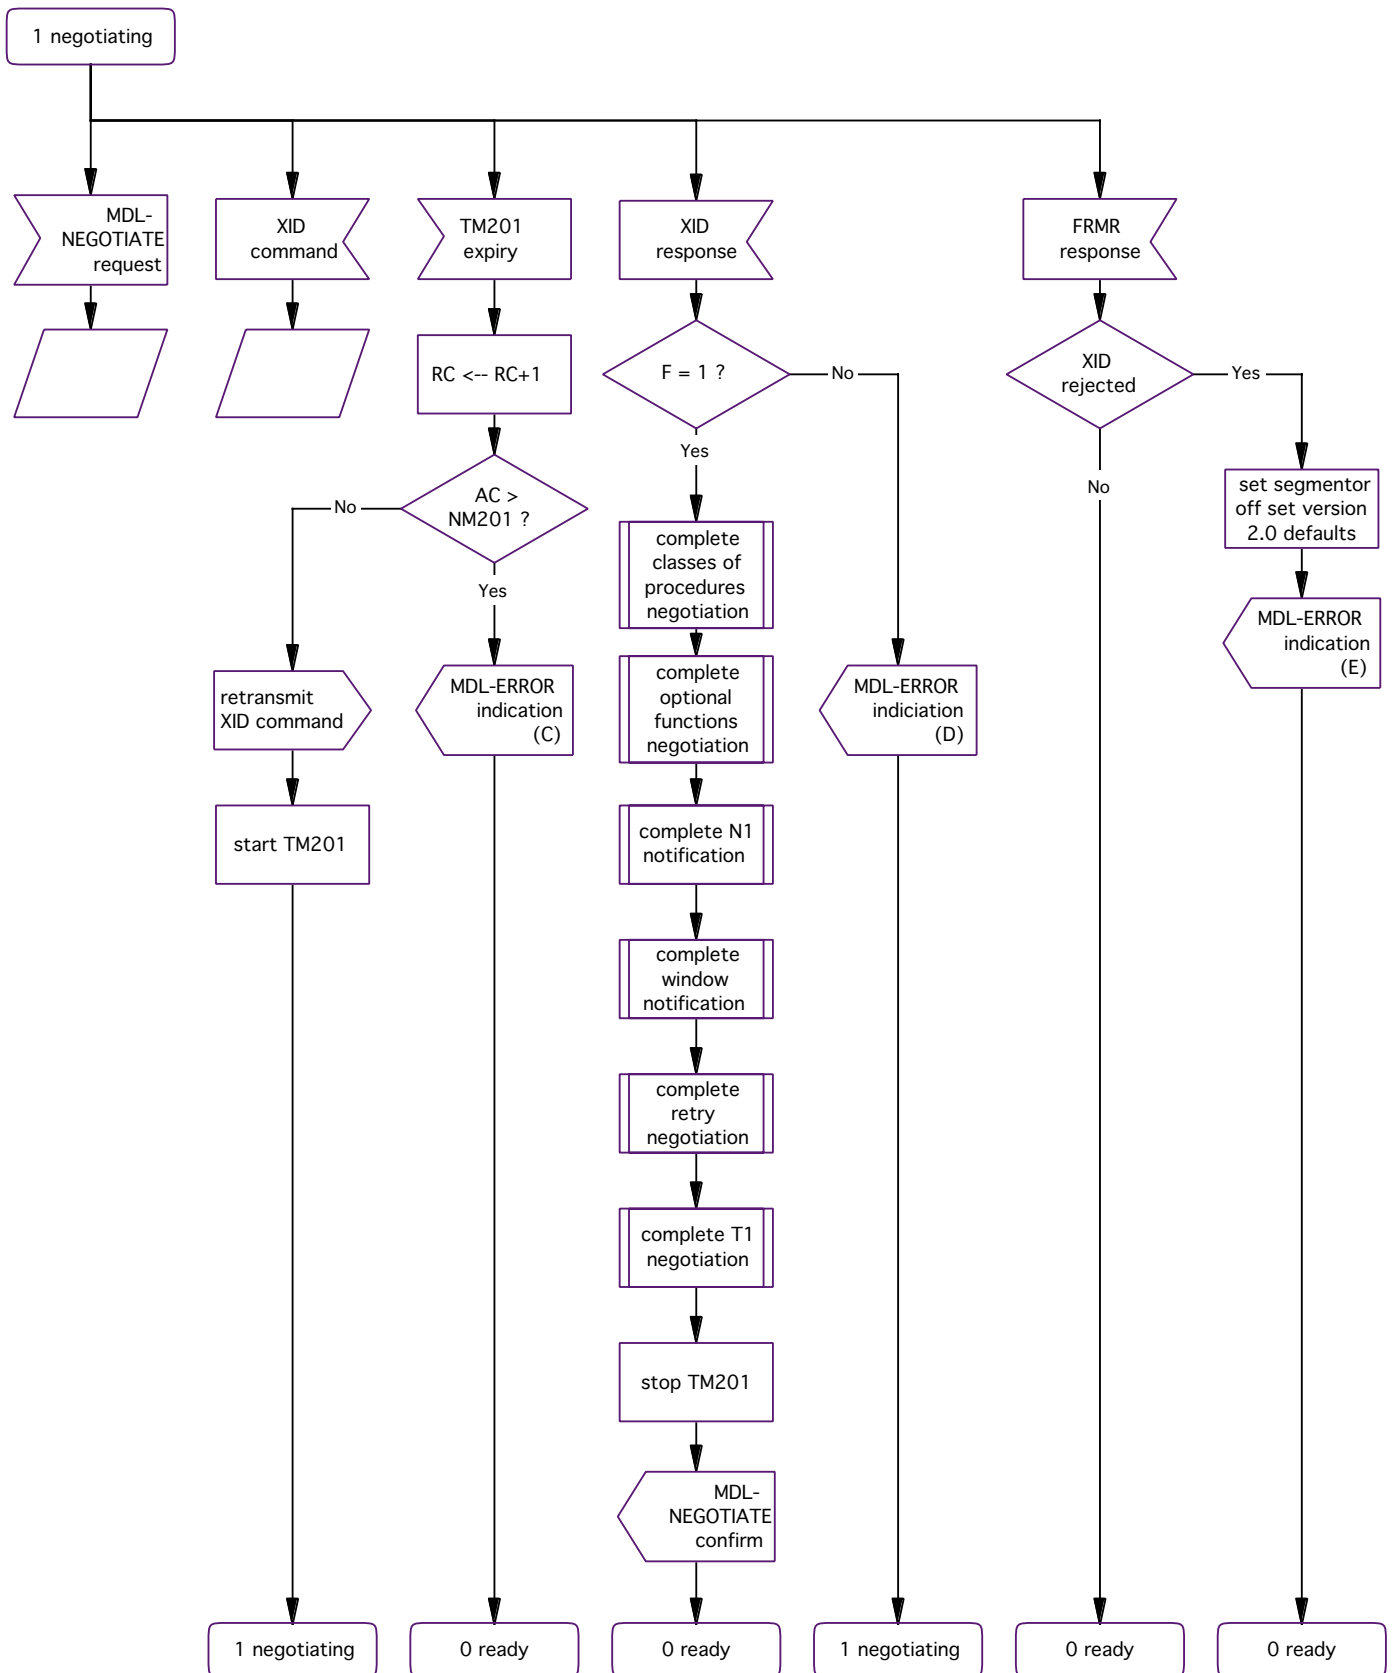 1 negotiating
MDL-
NEGOTIATE
request
XID
command
TM201
expiry
XID
response
FRMR
response
RC <-- RC+1
F = 1 ?
No
XID
rejected
Yes
Yes
No
AC >
NM201 ?
No
Yes
set segmentor
off set version
2.0 defaults
complete
classes of
procedures
negotiation
MDL-ERROR
indication
(E)
retransmit
XID command
MDL-ERROR
indication
(C)
complete
optional
functions
negotiation
MDL-ERROR
indiciation
(D)
start TM201
complete N1
notification
complete
window
notification
complete
retry
negotiation
complete T1
negotiation
stop TM201
MDL-
NEGOTIATE
confirm
1 negotiating
0 ready
0 ready
1 negotiating
0 ready
0 ready